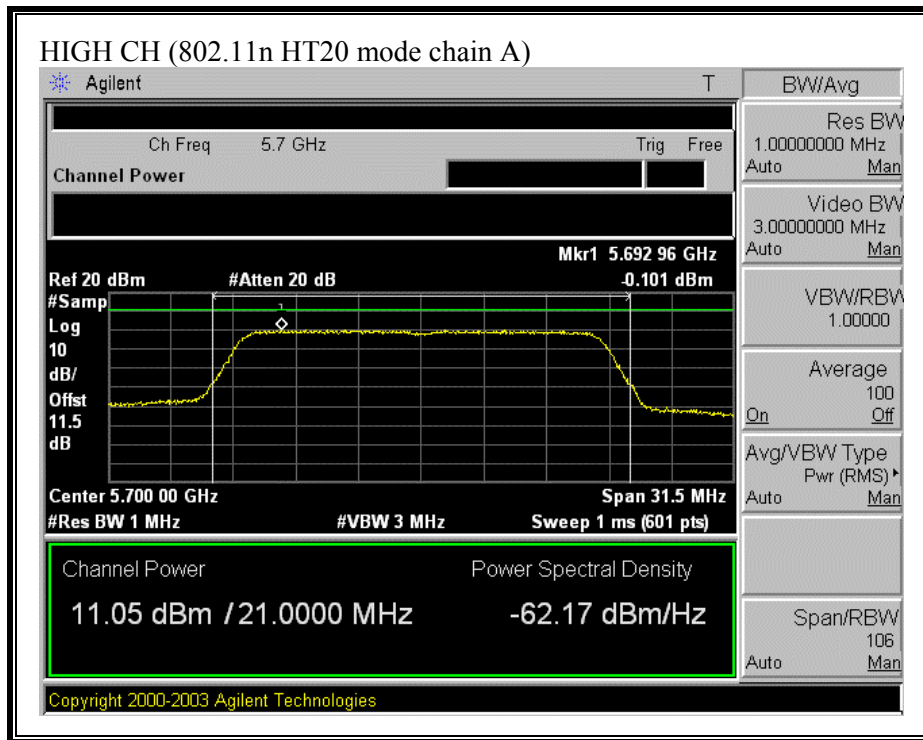 HIGH CH (802.11n HT20 mode chain A)
Agilent T
BW/Avg
Ch Freq 5.7 GHz Trig Free
Channel Power
Res BW
1.00000000 MHz
Auto Man
Video BW
3.00000000 MHz
Auto Man
Mkr1 5.692 96 GHz
Ref 20 dBm #Atten 20 dB -0.101 dBm
#Samp
Log
10
dB/
Offst
11.5
dB
1
VBW/RBW
1.00000
Average
100
On Off
Avg/VBW Type
Pwr (RMS)
Auto Man
Center 5.700 00 GHz Span 31.5 MHz
#Res BW 1 MHz #VBW 3 MHz Sweep 1 ms (601 pts)
Channel Power Power Spectral Density
11.05 dBm / 21.0000 MHz -62.17 dBm/Hz
Span/RBW
106
Auto Man
Copyright 2000-2003 Agilent Technologies